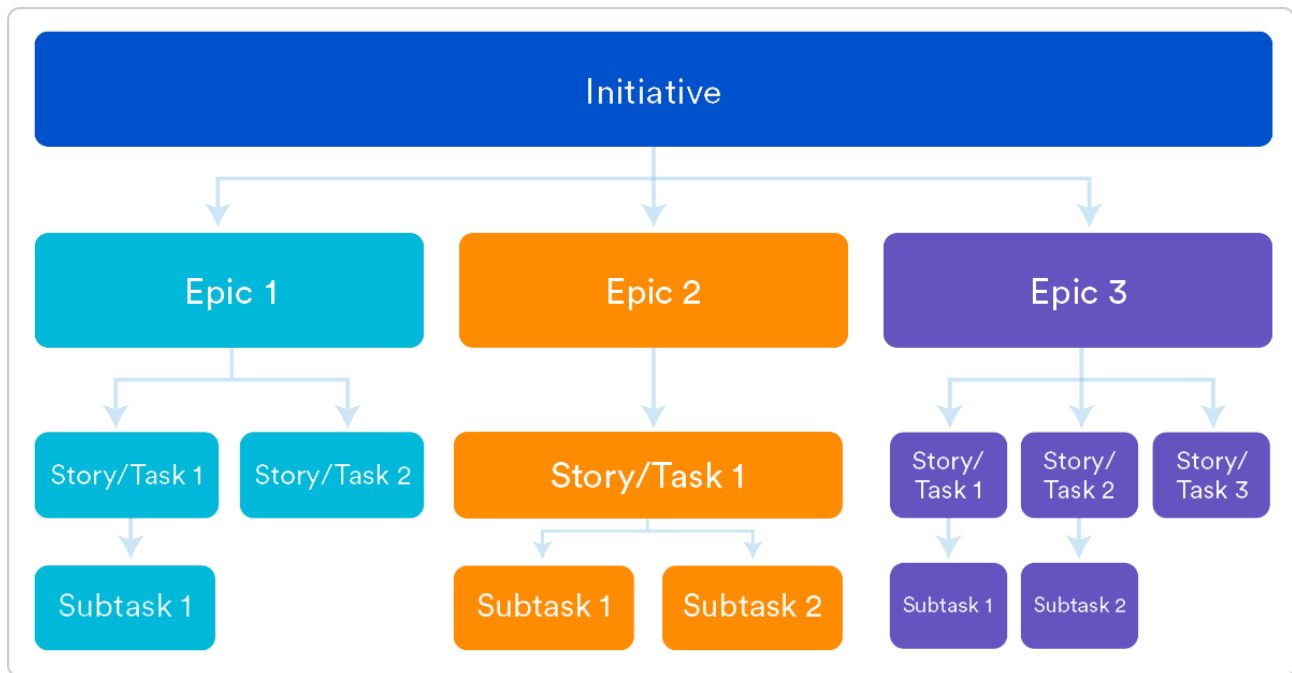 Initiative
Epic 1
Epic 2
Epic 3
Story/Task 1
Story/Task 2
Story/Task 1
Story/
Task 1
Story/
Task 2
Story/
Task 3
Subtask 1
Subtask 1
Subtask 2
Subtask 1
Subtask 2